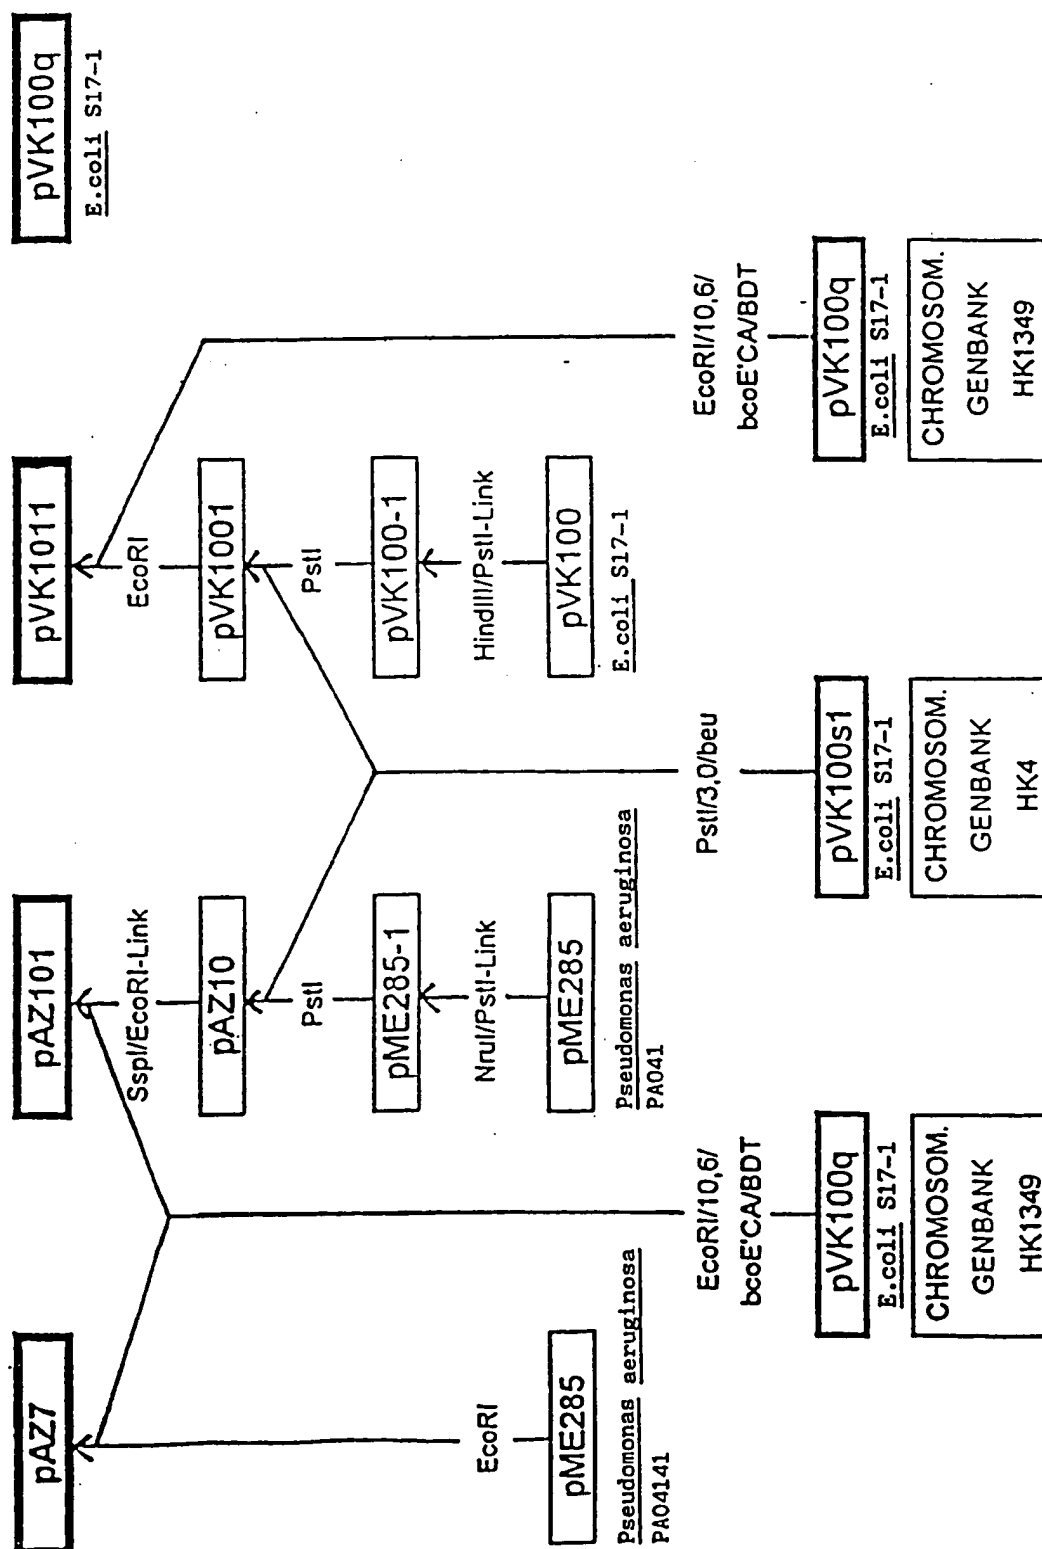 pAZ7
pAZ101
pVK1011
pVK100q
E.coli S17-1
SspI/EcoRI-Link
EcoRI
pAZ10
pVK1001
PstI
PstI
pME285-1
pVK100-1
EcoRI
NruI/PstI-Link
HindIII/PstI-Link
pME285
pME285
pVK100
Pseudomonas aeruginosa
PA04141
Pseudomonas aeruginosa
PA041
E.coli S17-1
EcoRI/10,6/
bcoE'CA/BDT
PstI/3,0/beu
EcoRI/10,6/
bcoE'CA/BDT
pVK100q
E.coli S17-1
pVK100s1
E.coli S17-1
pVK100q
E.coli S17-1
CHROMOSOM.
GENBANK
HK1349
CHROMOSOM.
GENBANK
HK4
CHROMOSOM.
GENBANK
HK1349